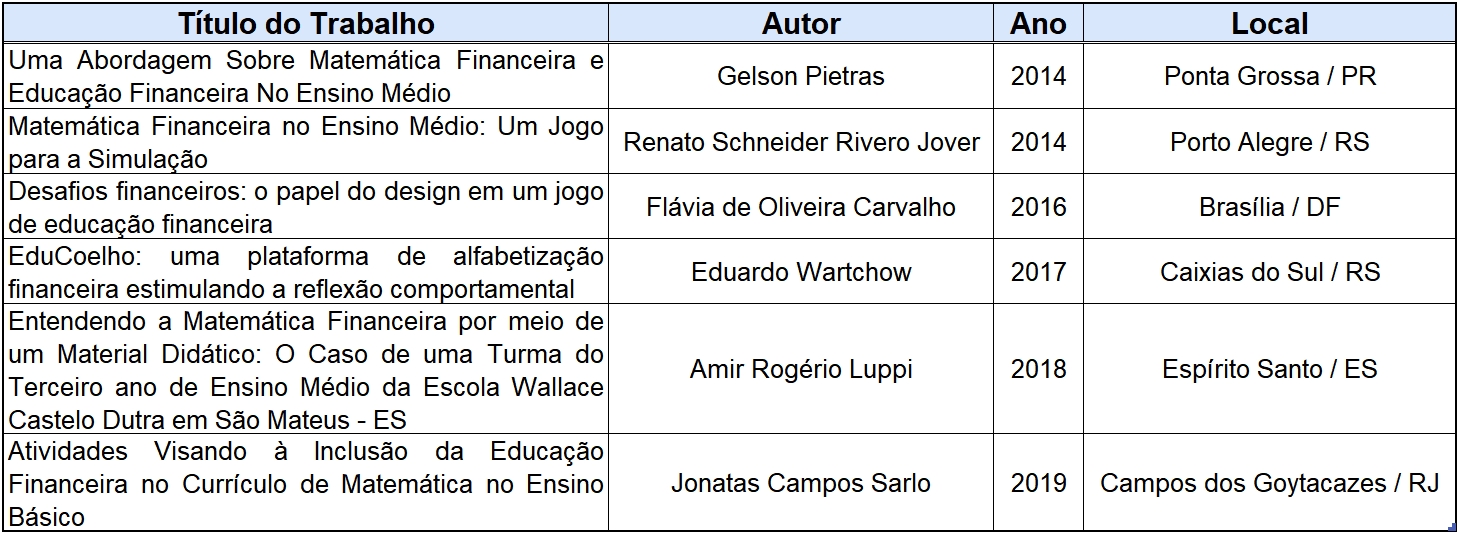 Título do Trabalho Autor Ano Local
Uma Abordagem Sobre Matemática Financeira e
Educação Financeira No Ensino Médio
Gelson Pietras 2014 Ponta Grossa / PR
Matemática Financeira no Ensino Médio: Um Jogo
para a Simulação
Renato Schneider Rivero Jover 2014 Porto Alegre / RS
Desafios financeiros: o papel do design em um jogo
de educação financeira
Flávia de Oliveira Carvalho 2016 Brasília / DF
EduCoelho: uma plataforma de alfabetização
financeira estimulando a reflexão comportamental
Eduardo Wartchow 2017 Caixias do Sul / RS
Entendendo a Matemática Financeira por meio de
um Material Didático: O Caso de uma Turma do
Terceiro ano de Ensino Médio da Escola Wallace
Castelo Dutra em São Mateus - ES
Amir Rogério Luppi 2018 Espírito Santo / ES
Atividades Visando à Inclusão da Educação
Financeira no Currículo de Matemática no Ensino
Básico
Jonatas Campos Sarlo 2019 Campos dos Goytacazes / RJ